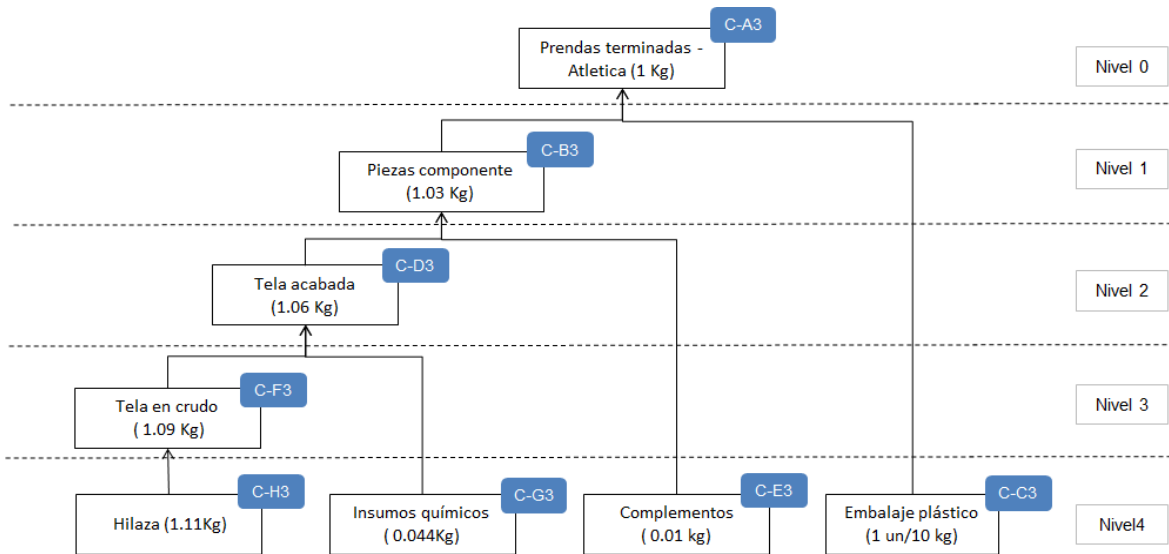 C-A3
Prendas terminadas -
Atletica (1 Kg)
Nivel 0
C-B3
Piezas componente
(1.03 Kg)
Nivel 1
C-D3
Tela acabada
(1.06 Kg)
Nivel 2
C-F3
Tela en crudo
( 1.09 Kg)
Nivel 3
C-H3
Hilaza (1.11Kg)
C-G3
Insumos químicos
( 0.044Kg)
C-E3
Complementos
( 0.01 kg)
C-C3
Embalaje plástico
(1 un/10 kg)
Nivel4